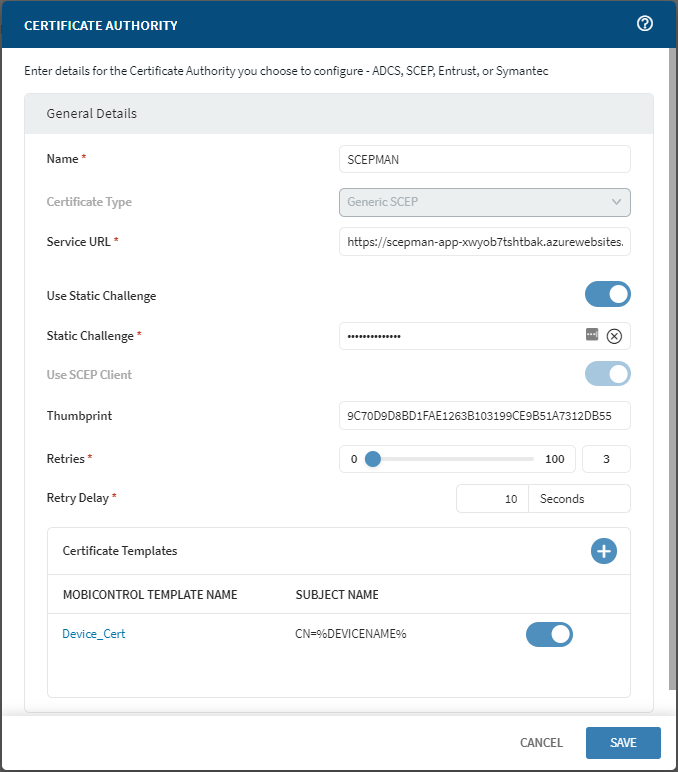 CERTIFICATE AUTHORITY
Enter details for the Certificate Authority you choose to configure - ADCS, SCEP, Entrust, or Symantec
General Details
Name *
SCEPMAN
Certificate Type
Generic SCEP
Service URL *
https://scepman-app-xwyob7tshtbak.azurewebsites.
Use Static Challenge
Static Challenge *
••••••••••••••
Use SCEP Client
Thumbprint
9C70D9D8BD1FAE1263B103199CE9B51A7312DB55
Retries *
0 100 3
Retry Delay *
10 Seconds
Certificate Templates
MOBICONTROL TEMPLATE NAME SUBJECT NAME
Device_Cert CN=%DEVICENAME%
CANCEL SAVE